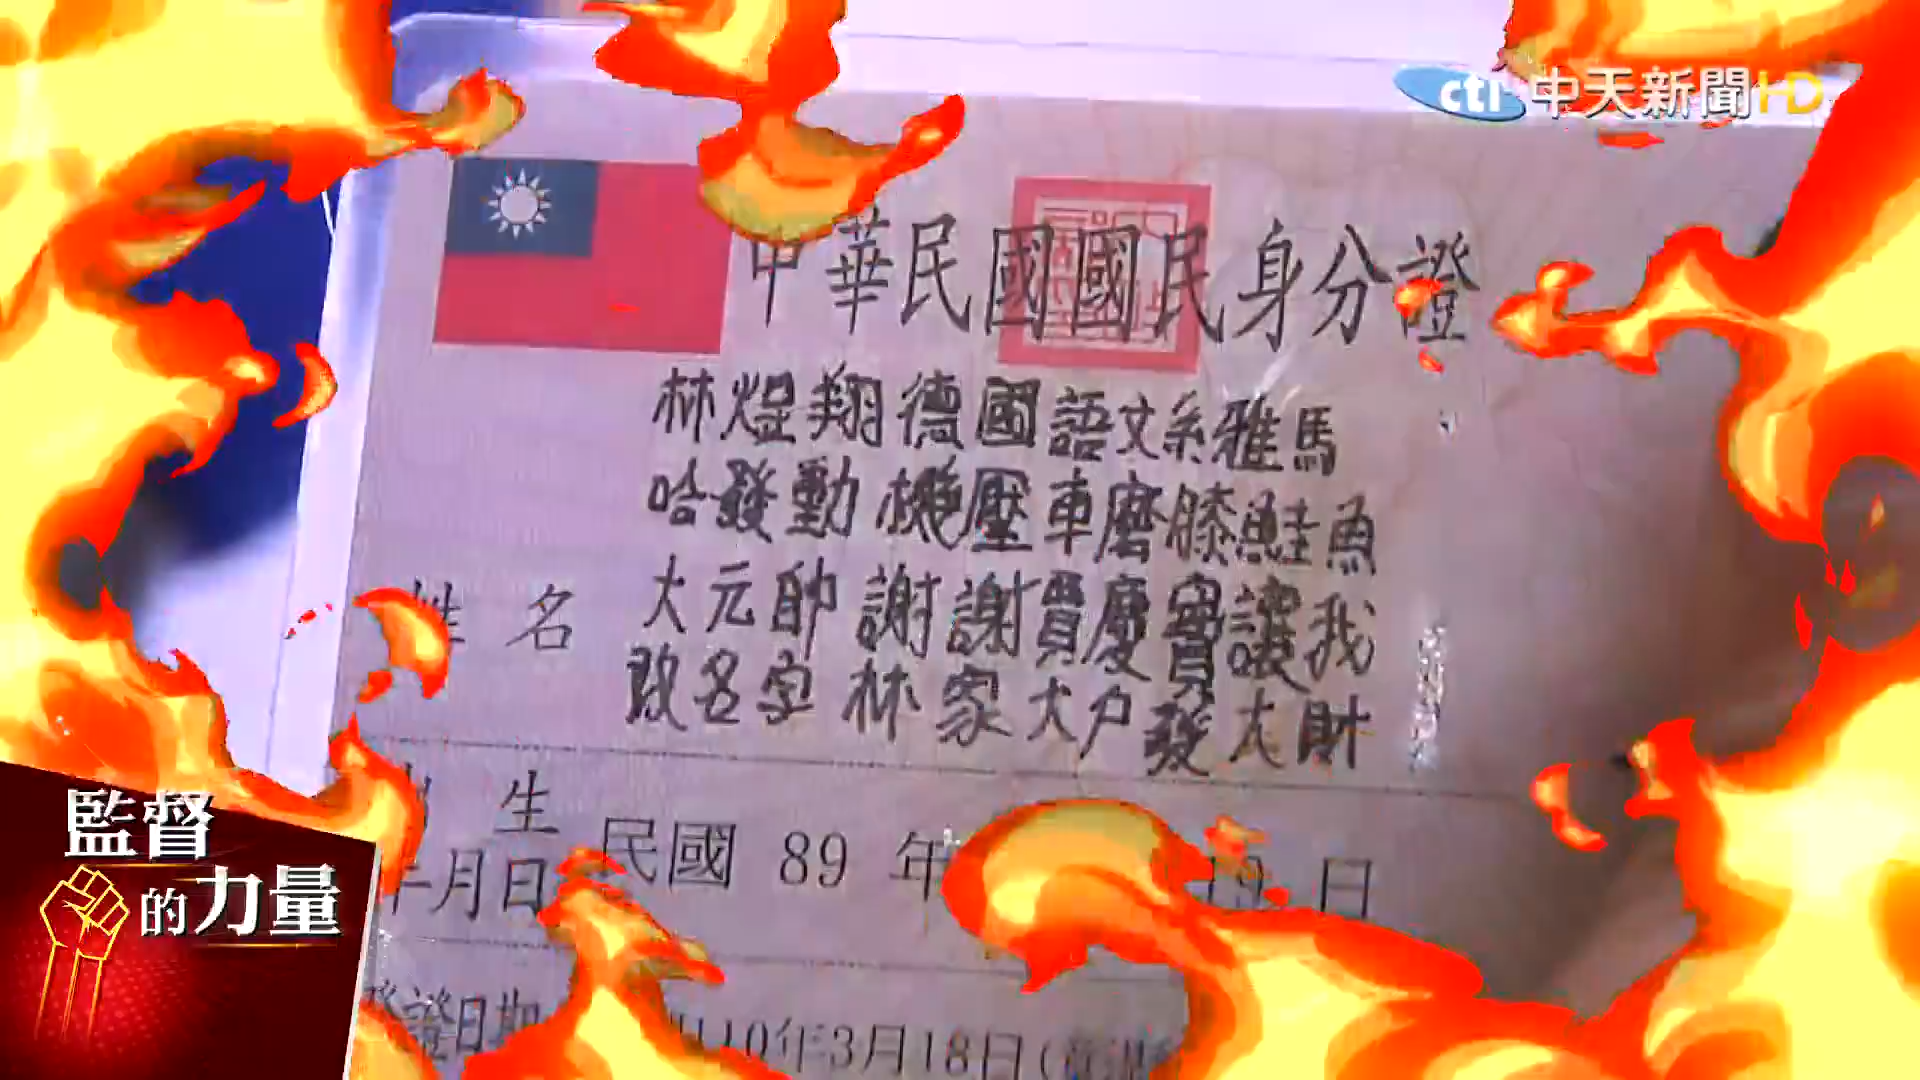 cti 中天新聞HD
中華民國國民身分證
林煜翔德國語文系雅馬
哈發動機壓車磨膝鮭魚
大元帥謝謝賈慶寶讓我
改名字林家大户發大財
姓名
出生
年月日
民國 89 年
日
發證日期
110年3月18日(
監督
的力量